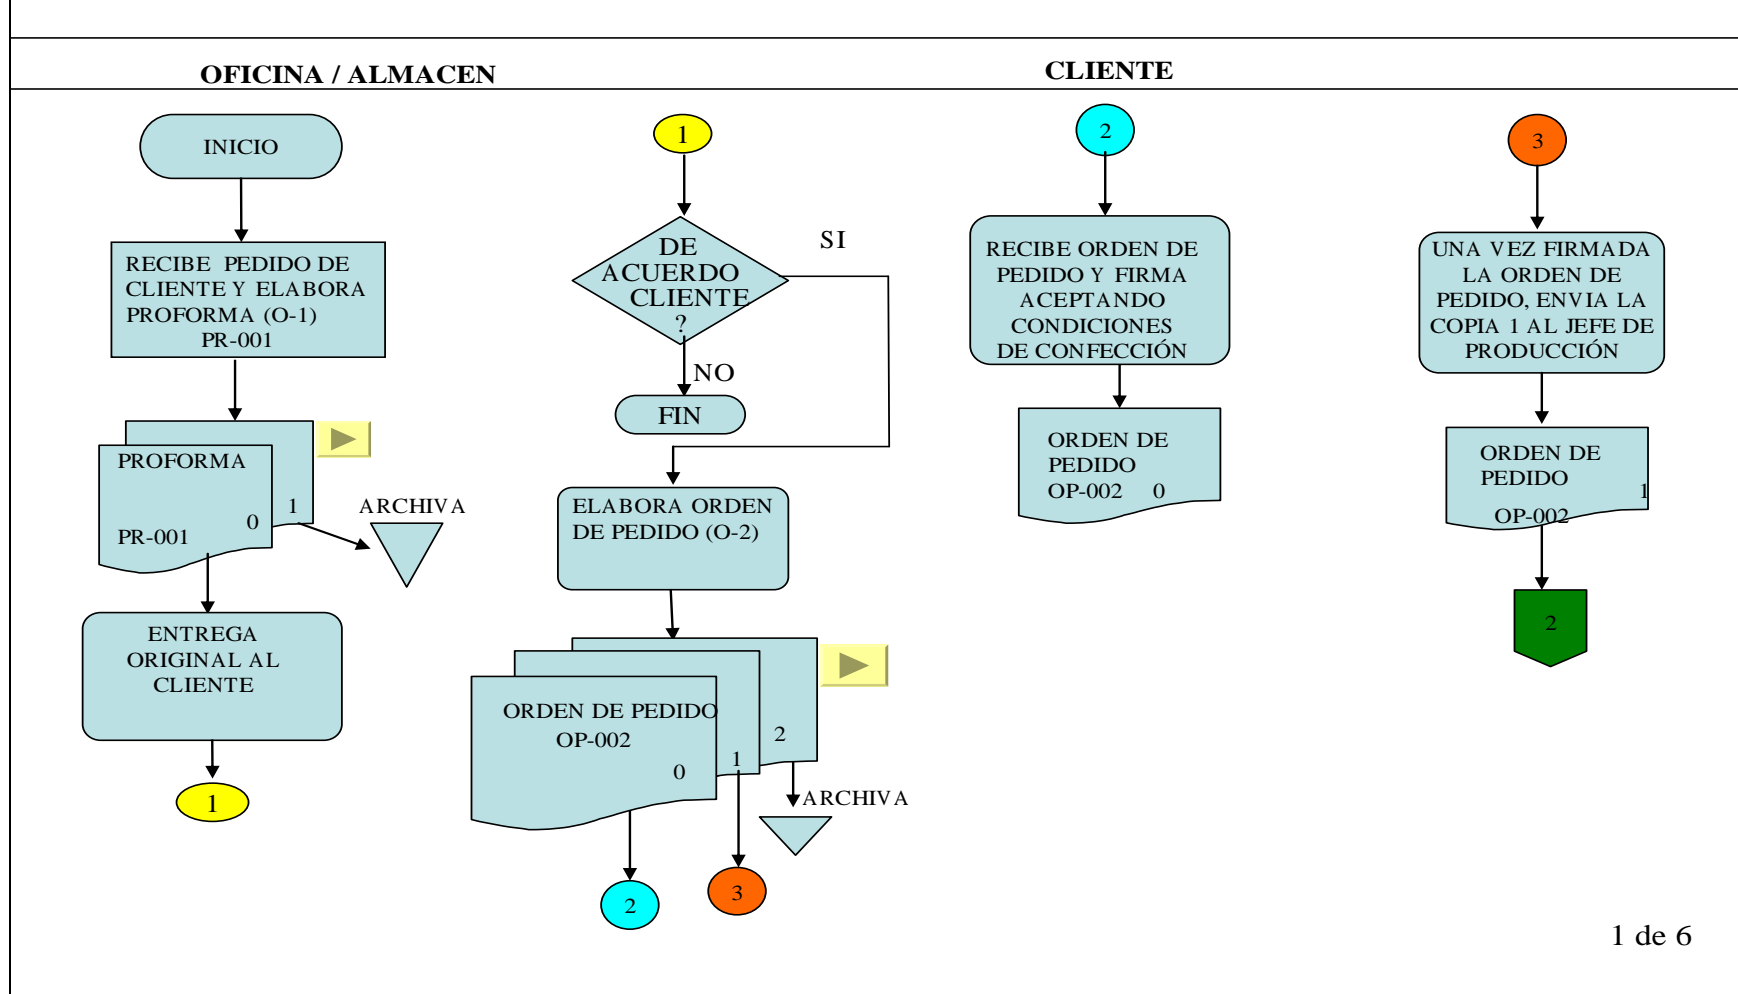 OFICINA / ALMACEN
CLIENTE
INICIO
RECIBE PEDIDO DE
CLIENTE Y ELABORA
PROFORMA (O-1)
PR-001
PROFORMA
PR-001
0
1
ARCHIVA
ENTREGA
ORIGINAL AL
CLIENTE
1
1
DE
ACUERDO
CLIENTE
?
SI
NO
FIN
ELABORA ORDEN
DE PEDIDO (O-2)
ORDEN DE PEDIDO
OP-002
0
1
2
ARCHIVA
2
3
2
RECIBE ORDEN DE
PEDIDO Y FIRMA
ACEPTANDO
CONDICIONES
DE CONFECCIÓN
ORDEN DE
PEDIDO
OP-002 0
3
UNA VEZ FIRMADA
LA ORDEN DE
PEDIDO, ENVIA LA
COPIA 1 AL JEFE DE
PRODUCCIÓN
ORDEN DE
PEDIDO
1
OP-002
2
1 de 6